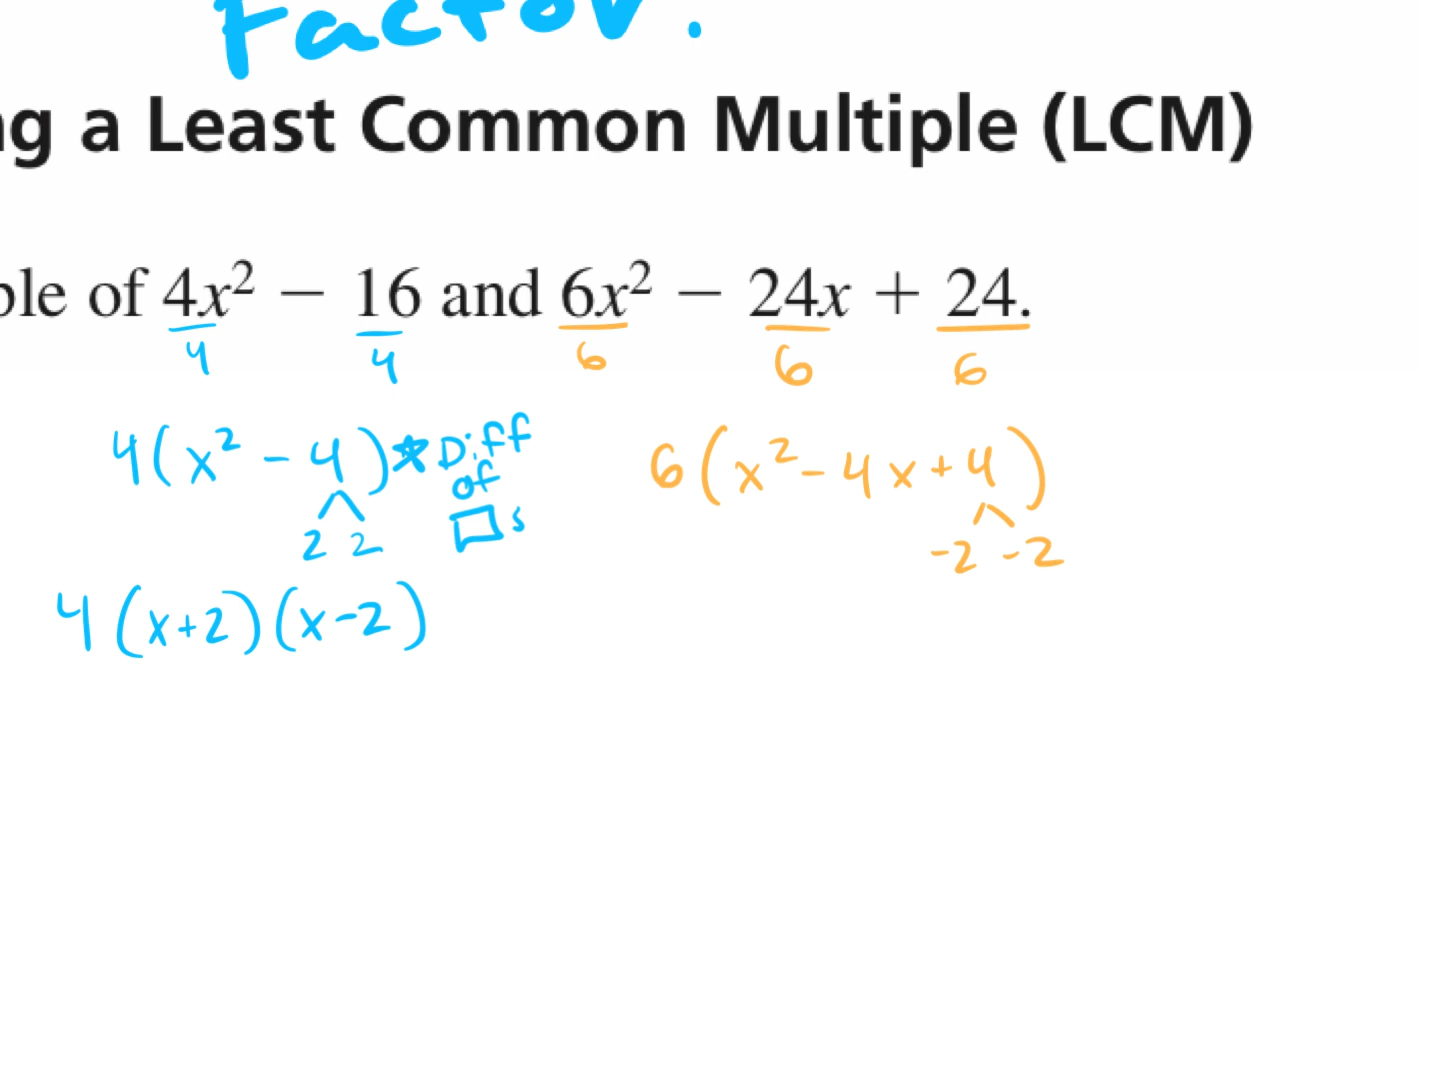 Factor.
g a Least Common Multiple (LCM)
ple of 4x² − 16 and 6x² − 24x + 24.
4 4 6 6 6
4(x² - 4) ★ Diff of □s 6(x² - 4x + 4)
2 2 -2 -2
4(x+2)(x-2)